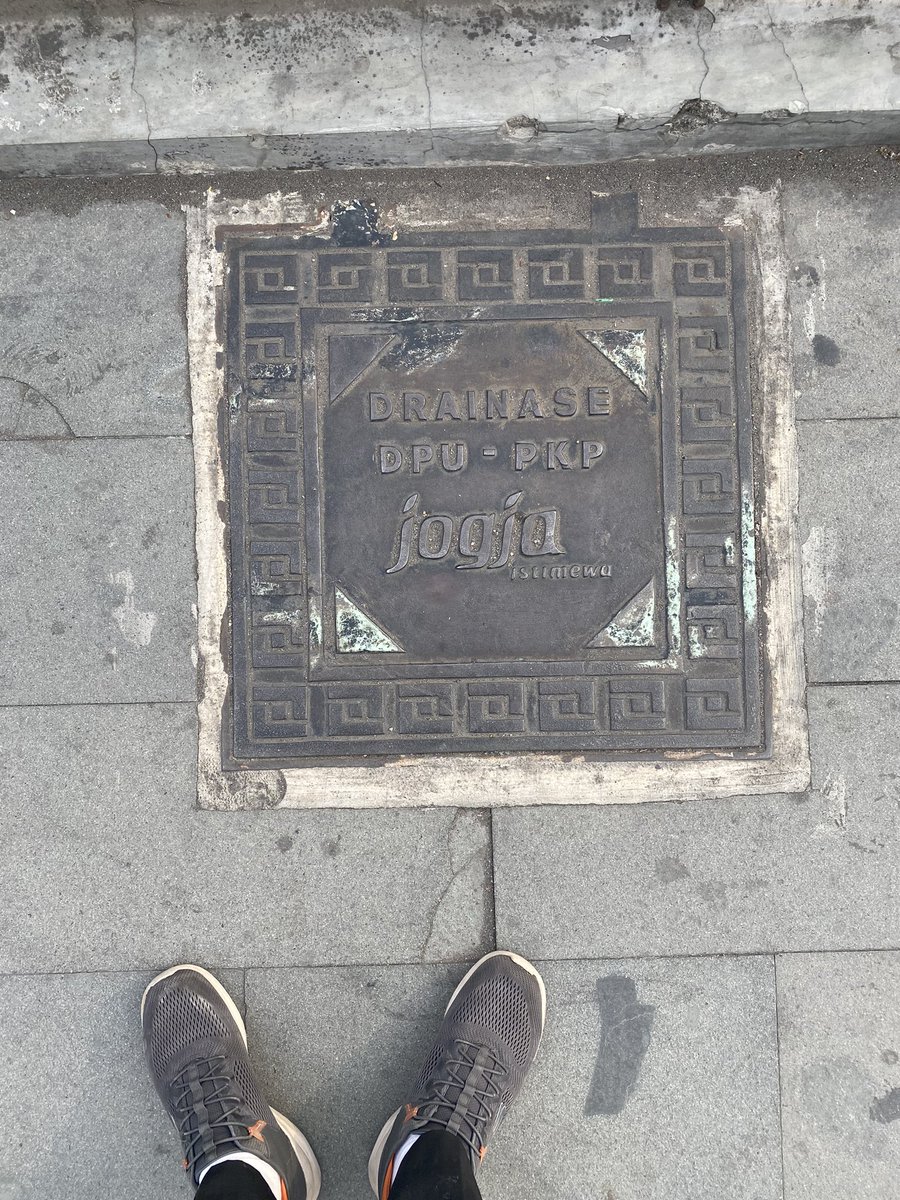 DRAINASE
DPU - PKP
jogja
istimewa